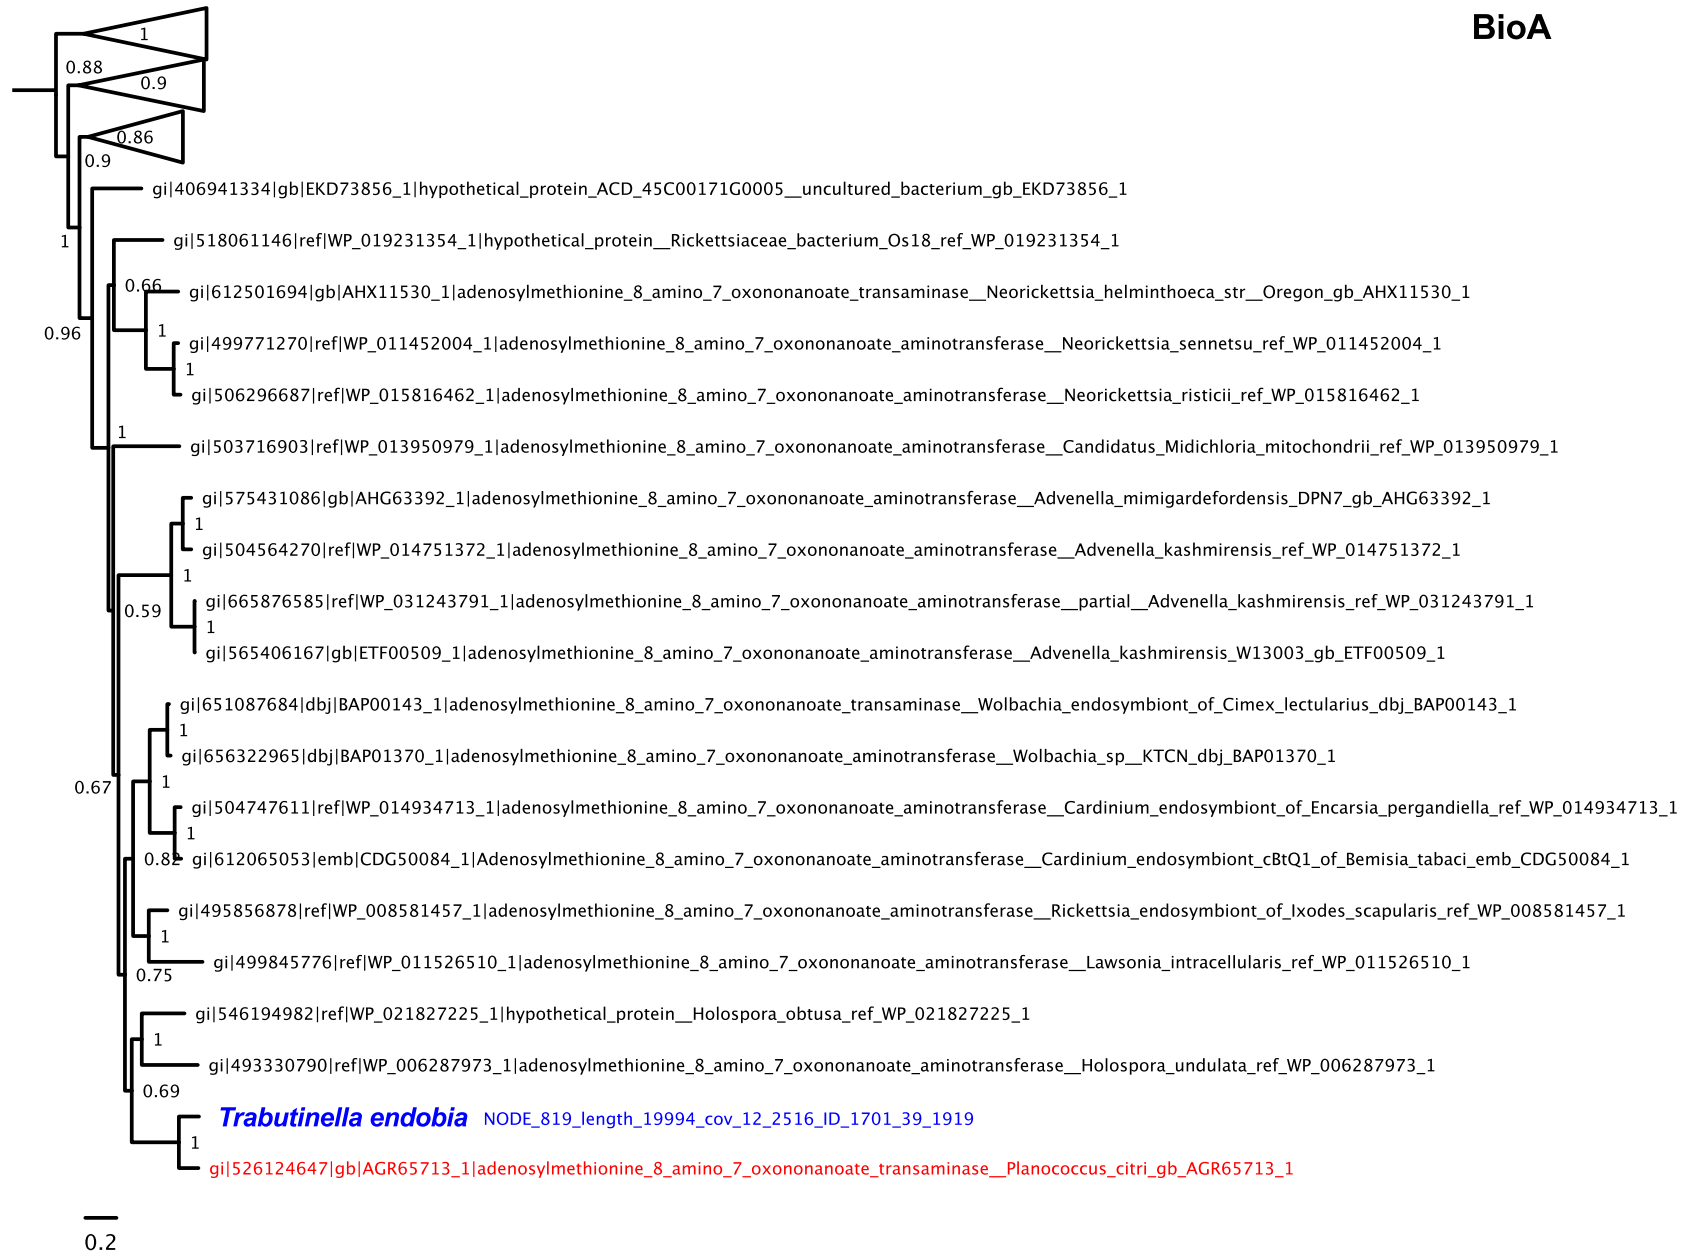 BioA
1
0.88
0.9
0.86
0.9
gi|406941334|gb|EKD73856_1|hypothetical_protein_ACD_45C00171G0005__uncultured_bacterium_gb_EKD73856_1
1
gi|518061146|ref|WP_019231354_1|hypothetical_protein__Rickettsiaceae_bacterium_Os18_ref_WP_019231354_1
0.66
gi|612501694|gb|AHX11530_1|adenosylmethionine_8_amino_7_oxononanoate_transaminase__Neorickettsia_helminthoeca_str__Oregon_gb_AHX11530_1
0.96
1
gi|499771270|ref|WP_011452004_1|adenosylmethionine_8_amino_7_oxononanoate_aminotransferase__Neorickettsia_sennetsu_ref_WP_011452004_1
1
gi|506296687|ref|WP_015816462_1|adenosylmethionine_8_amino_7_oxononanoate_aminotransferase__Neorickettsia_risticii_ref_WP_015816462_1
1
gi|503716903|ref|WP_013950979_1|adenosylmethionine_8_amino_7_oxononanoate_aminotransferase__Candidatus_Midichloria_mitochondrii_ref_WP_013950979_1
gi|575431086|gb|AHG63392_1|adenosylmethionine_8_amino_7_oxononanoate_aminotransferase__Advenella_mimigardefordensis_DPN7_gb_AHG63392_1
1
gi|504564270|ref|WP_014751372_1|adenosylmethionine_8_amino_7_oxononanoate_aminotransferase__Advenella_kashmirensis_ref_WP_014751372_1
1
gi|665876585|ref|WP_031243791_1|adenosylmethionine_8_amino_7_oxononanoate_aminotransferase__partial__Advenella_kashmirensis_ref_WP_031243791_1
0.59
1
gi|565406167|gb|ETF00509_1|adenosylmethionine_8_amino_7_oxononanoate_aminotransferase__Advenella_kashmirensis_W13003_gb_ETF00509_1
gi|651087684|dbj|BAP00143_1|adenosylmethionine_8_amino_7_oxononanoate_transaminase__Wolbachia_endosymbiont_of_Cimex_lectularius_dbj_BAP00143_1
1
gi|656322965|dbj|BAP01370_1|adenosylmethionine_8_amino_7_oxononanoate_aminotransferase__Wolbachia_sp__KTCN_dbj_BAP01370_1
0.67
1
gi|504747611|ref|WP_014934713_1|adenosylmethionine_8_amino_7_oxononanoate_aminotransferase__Cardinium_endosymbiont_of_Encarsia_pergandiella_ref_WP_014934713_1
1
0.82
gi|612065053|emb|CDG50084_1|Adenosylmethionine_8_amino_7_oxononanoate_aminotransferase__Cardinium_endosymbiont_cBtQ1_of_Bemisia_tabaci_emb_CDG50084_1
gi|495856878|ref|WP_008581457_1|adenosylmethionine_8_amino_7_oxononanoate_aminotransferase__Rickettsia_endosymbiont_of_Ixodes_scapularis_ref_WP_008581457_1
1
gi|499845776|ref|WP_011526510_1|adenosylmethionine_8_amino_7_oxononanoate_aminotransferase__Lawsonia_intracellularis_ref_WP_011526510_1
0.75
gi|546194982|ref|WP_021827225_1|hypothetical_protein__Holospora_obtusa_ref_WP_021827225_1
1
gi|493330790|ref|WP_006287973_1|adenosylmethionine_8_amino_7_oxononanoate_aminotransferase__Holospora_undulata_ref_WP_006287973_1
0.69
Trabutinella endobia NODE_819_length_19994_cov_12_2516_ID_1701_39_1919
1
gi|526124647|gb|AGR65713_1|adenosylmethionine_8_amino_7_oxononanoate_transaminase__Planococcus_citri_gb_AGR65713_1
0.2